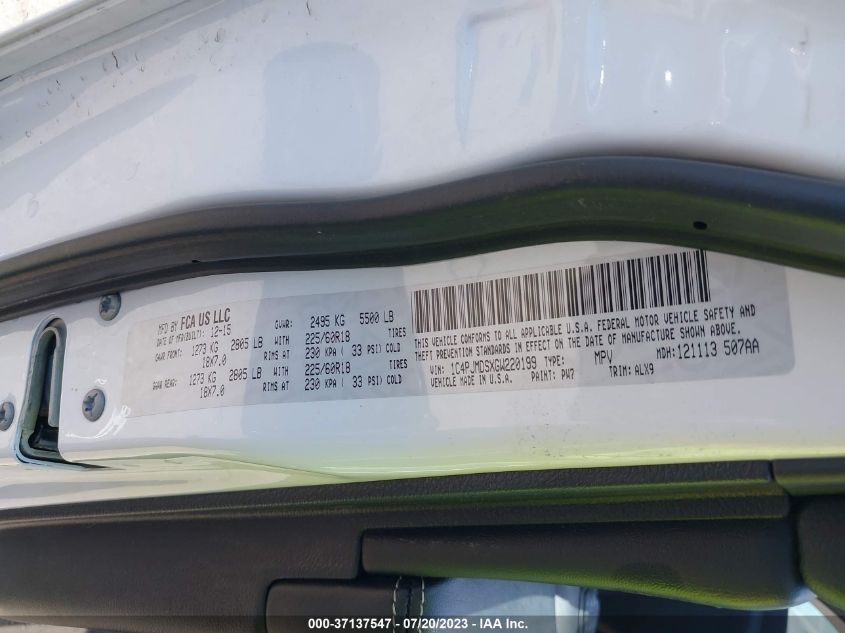 MFD BY FCA US LLC
DATE OF MFG(BUILT): 12-15
GVWR: 2495 KG 5500 LB
GAWR FRONT: 1273 KG 2805 LB WITH 225/60R18 TIRES
18X7.0 RIMS AT 230 KPA ( 33 PSI) COLD
GAWR REAR: 1273 KG 2805 LB WITH 225/60R18 TIRES
18X7.0 RIMS AT 230 KPA ( 33 PSI) COLD
THIS VEHICLE CONFORMS TO ALL APPLICABLE U.S.A. FEDERAL MOTOR VEHICLE SAFETY AND
THEFT PREVENTION STANDARDS IN EFFECT ON THE DATE OF MANUFACTURE SHOWN ABOVE.
VIN: 1C4PJMDSXGW220199 TYPE: MPV MDH:121113 507AA
VEHICLE MADE IN U.S.A. PAINT: PW7 TRIM: ALX9
000-37137547 - 07/20/2023 - IAA Inc.